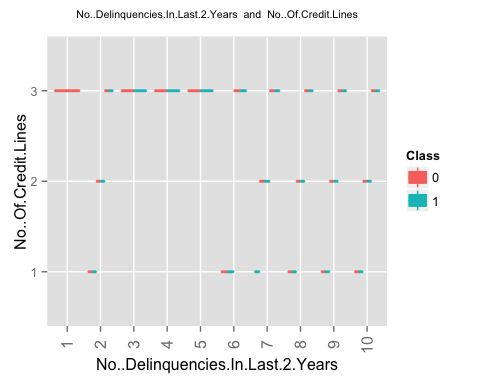 No..Delinquencies.In.Last.2.Years and No..Of.Credit.Lines
No..Of.Credit.Lines
3
2
1
1 2 3 4 5 6 7 8 9 10
No..Delinquencies.In.Last.2.Years
Class
0
1